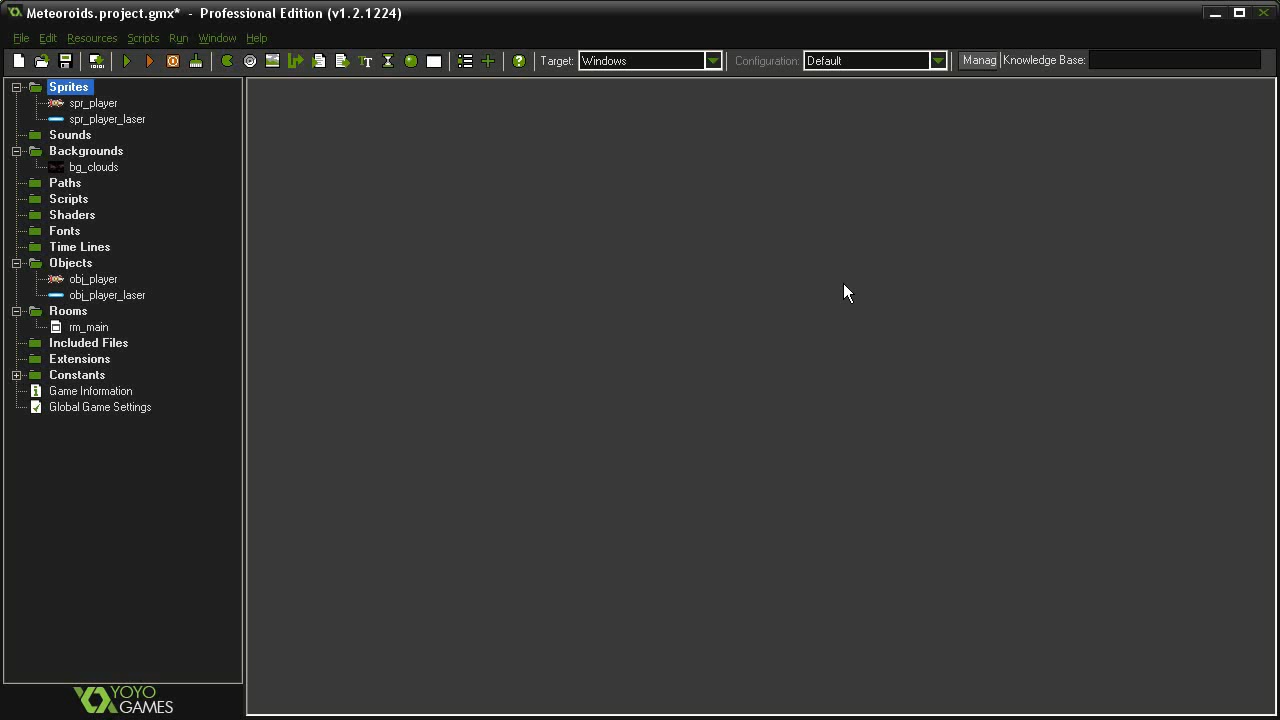 Meteoroids.project.gmx* - Professional Edition (v1.2.1224)
File Edit Resources Scripts Run Window Help
Target: Windows Configuration: Default Manag Knowledge Base:
Sprites
spr_player
spr_player_laser
Sounds
Backgrounds
bg_clouds
Paths
Scripts
Shaders
Fonts
Time Lines
Objects
obj_player
obj_player_laser
Rooms
rm_main
Included Files
Extensions
Constants
Game Information
Global Game Settings
YOYO
GAMES